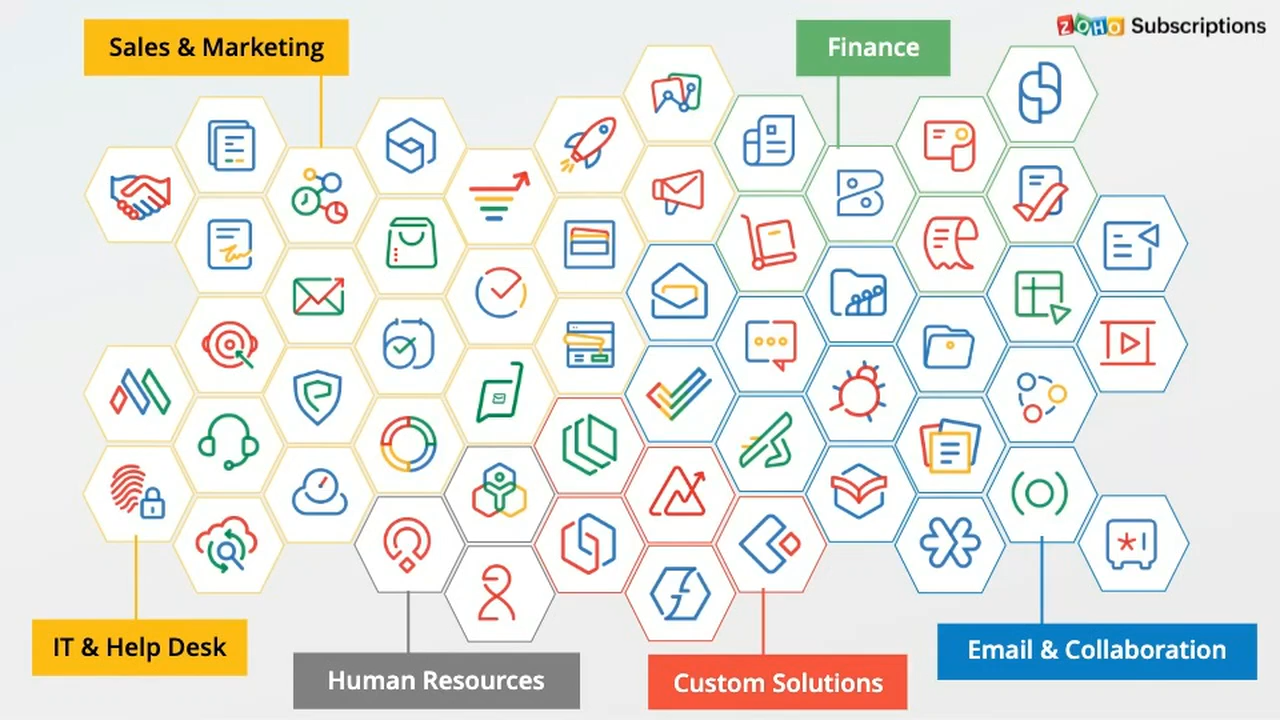 Sales & Marketing
Finance
ZOHO Subscriptions
IT & Help Desk
Human Resources
Custom Solutions
Email & Collaboration